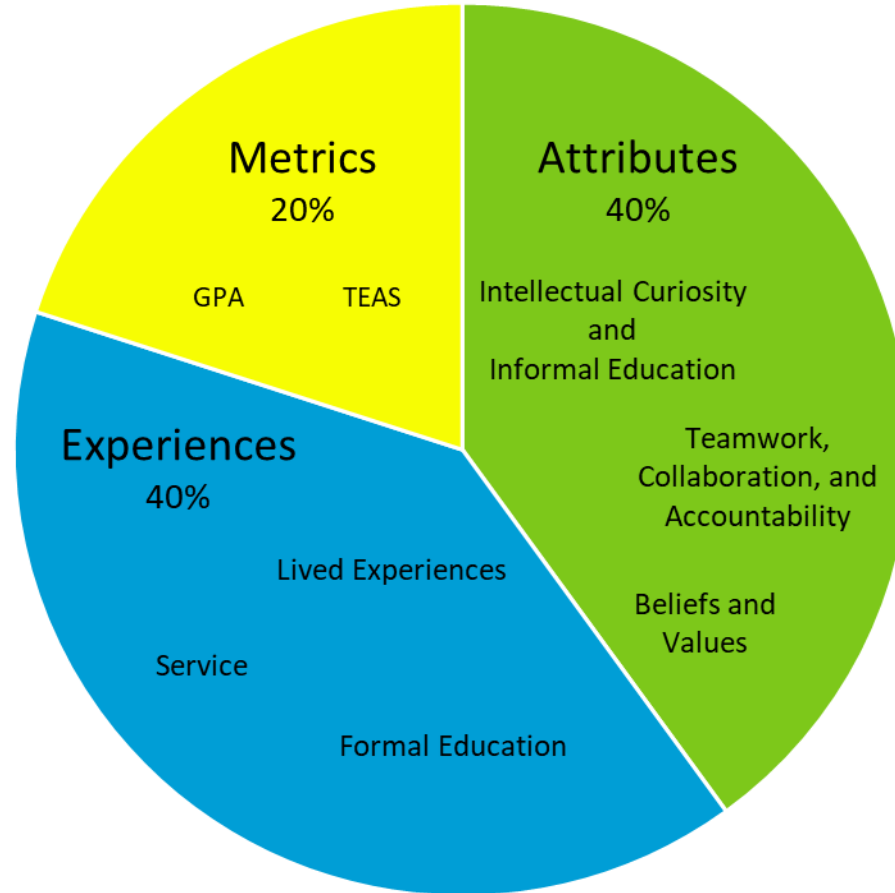 Metrics
20%
GPA
TEAS
Attributes
40%
Intellectual Curiosity
and
Informal Education
Teamwork,
Collaboration, and
Accountability
Beliefs and
Values
Experiences
40%
Lived Experiences
Service
Formal Education